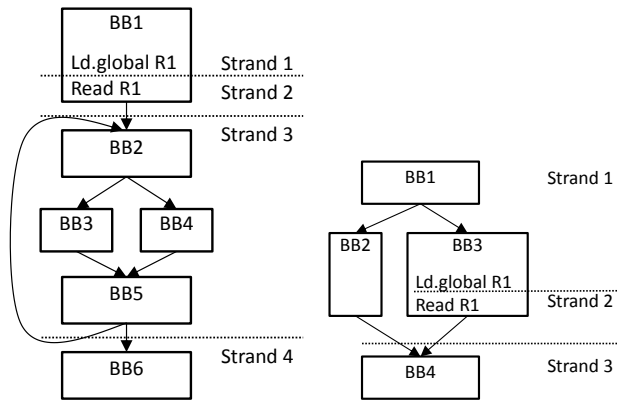 BB1
Ld.global R1
Strand 1
Read R1
Strand 2
Strand 3
BB2
BB3
BB4
BB5
Strand 4
BB6
BB1
Strand 1
BB2
BB3
Ld.global R1
Read R1
Strand 2
Strand 3
BB4